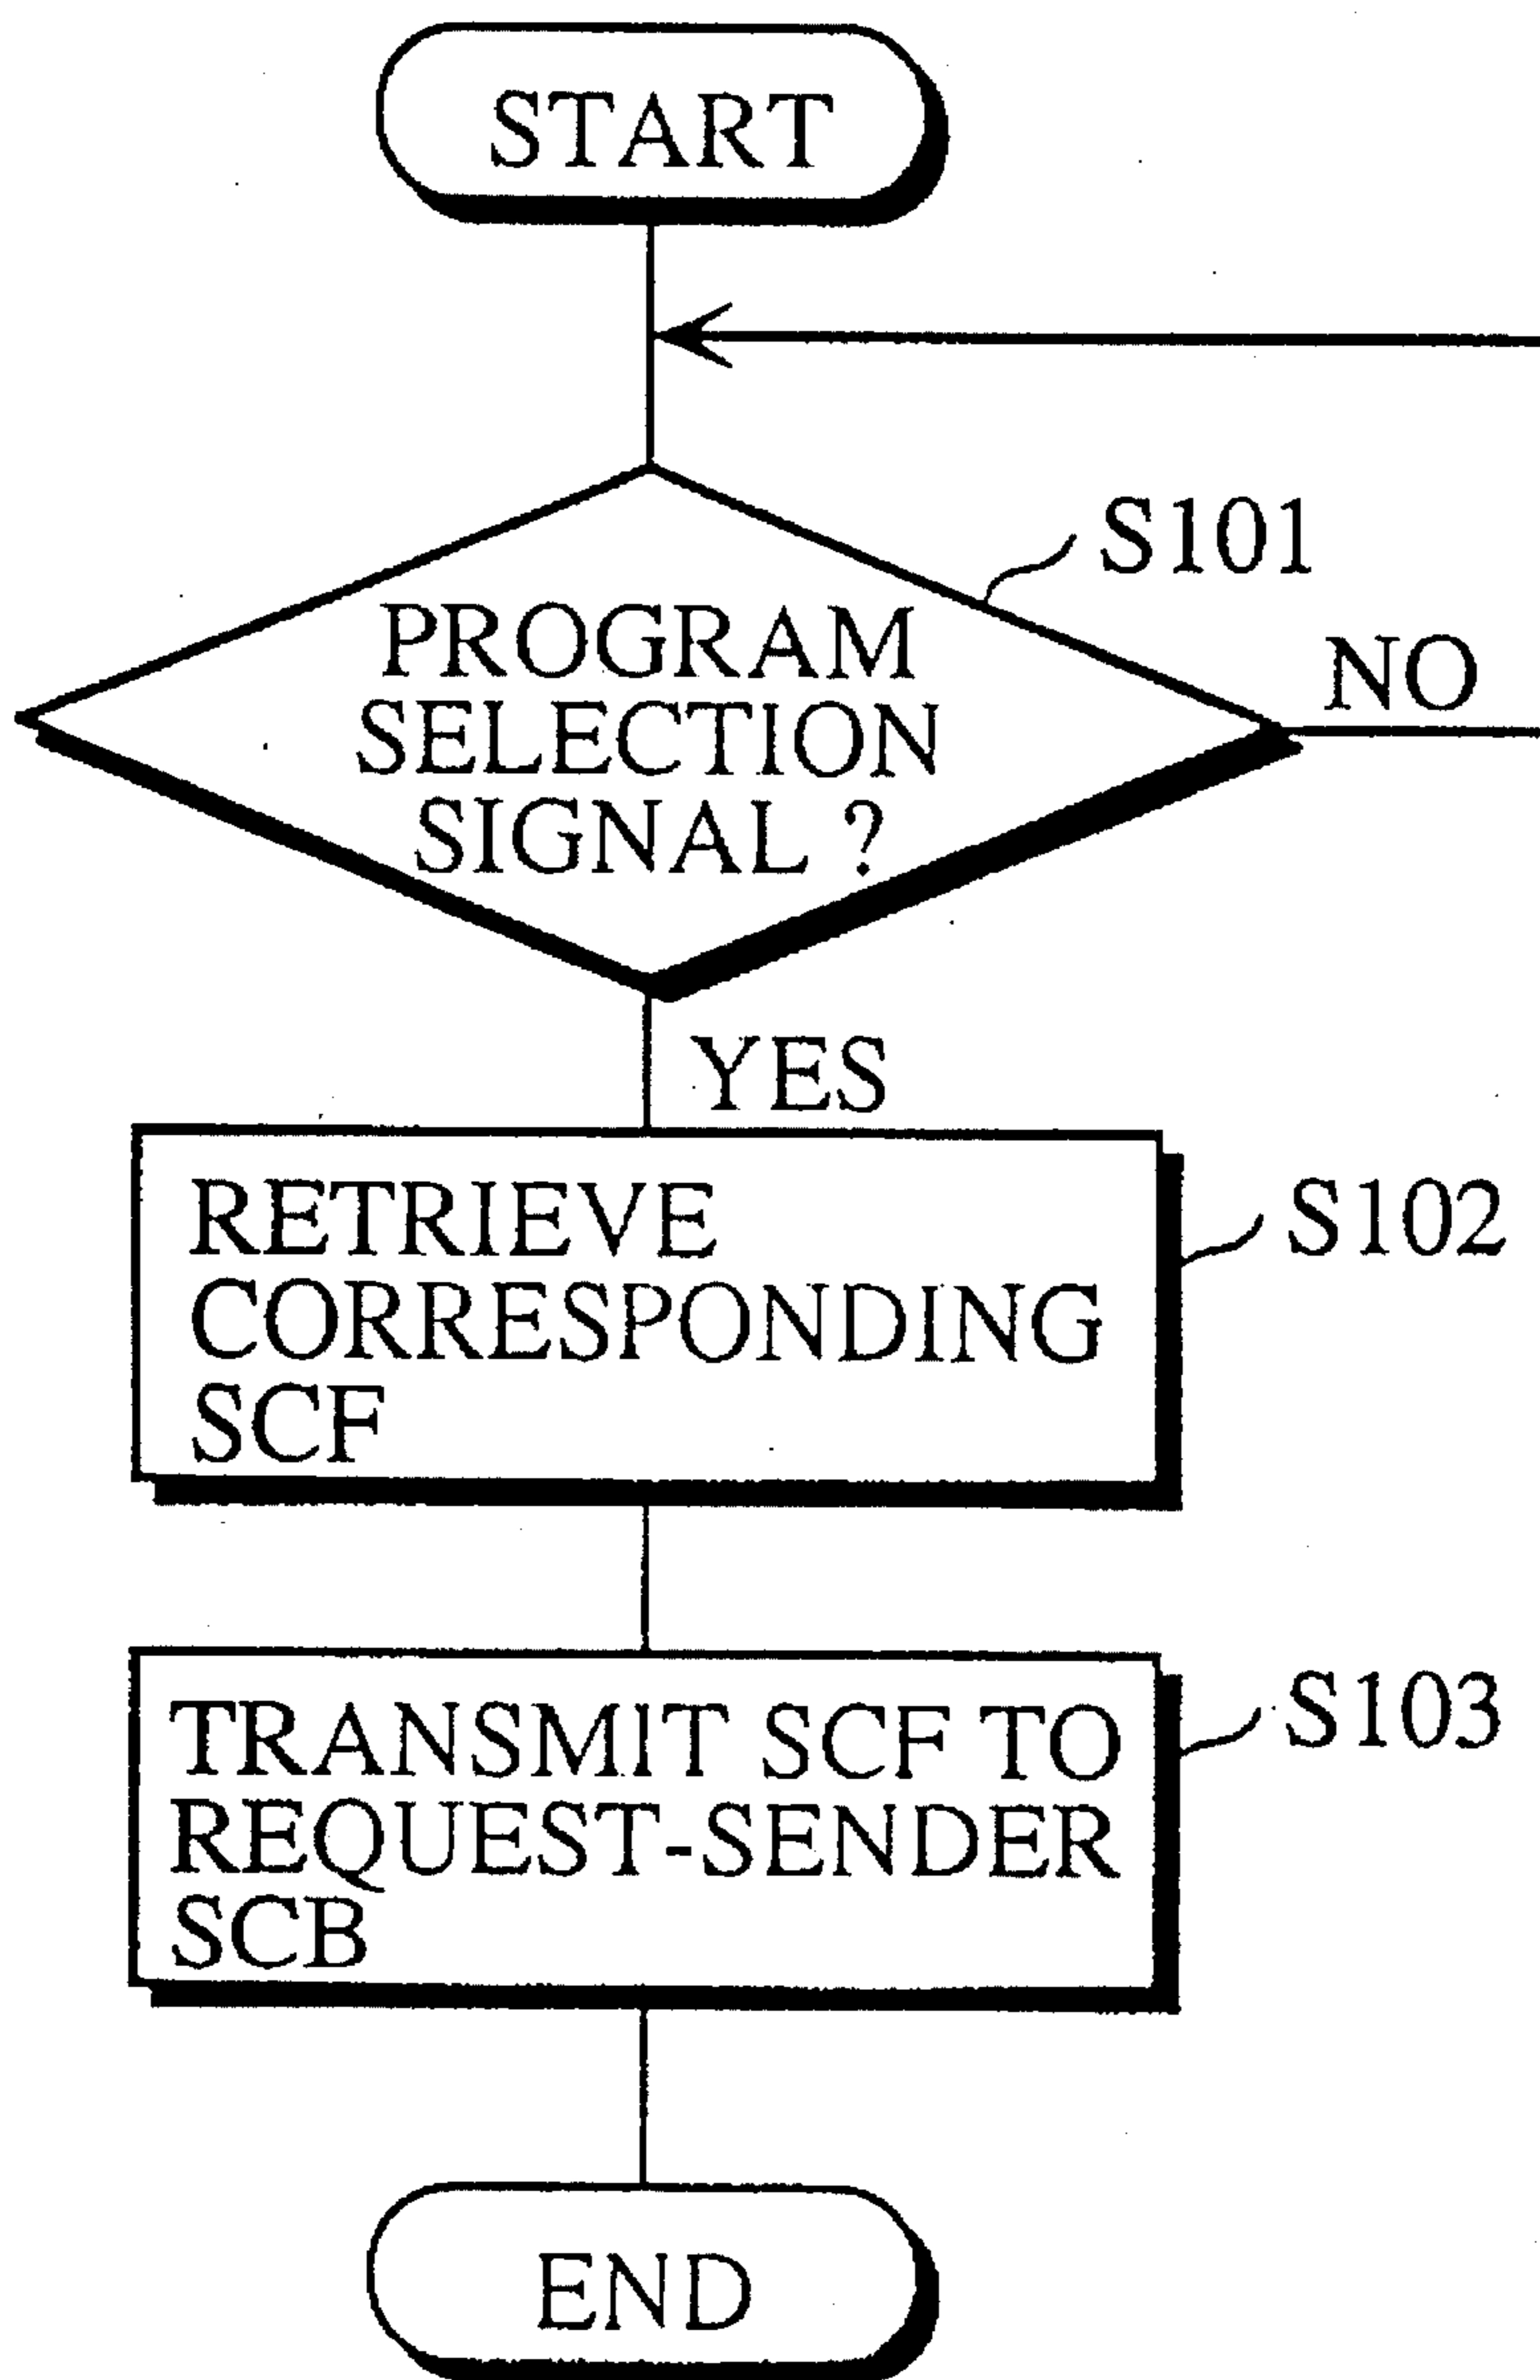 START
S101
PROGRAM
SELECTION
SIGNAL ?
NO
YES
RETRIEVE
CORRESPONDING
SCF
S102
TRANSMIT SCF TO
REQUEST-SENDER
SCB
S103
END